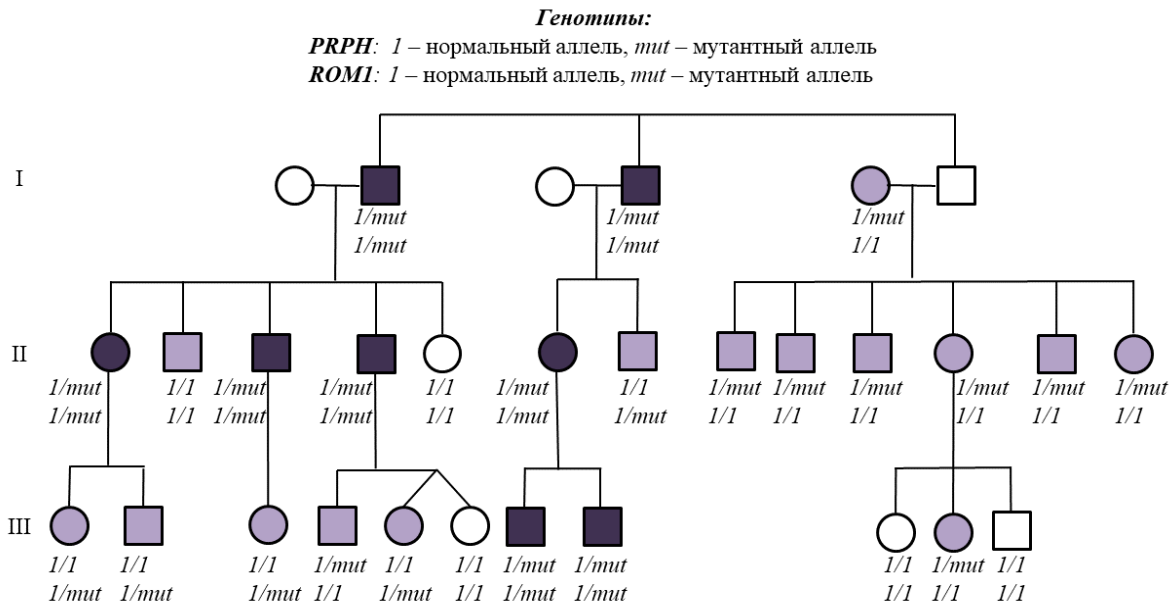 Генотипы:
PRPH: 1 – нормальный аллель, mut – мутантный аллель
ROM1: 1 – нормальный аллель, mut – мутантный аллель
I
1/mut 1/mut 1/mut
1/mut 1/mut 1/1
II
1/mut 1/1 1/mut 1/mut 1/1 1/mut 1/1 1/mut 1/mut 1/mut 1/mut 1/mut 1/mut
1/mut 1/1 1/mut 1/mut 1/1 1/mut 1/mut 1/1 1/1 1/1 1/1 1/1 1/1
III
1/1 1/1 1/1 1/mut 1/1 1/1 1/mut 1/mut 1/1 1/mut 1/1
1/mut 1/mut 1/mut 1/1 1/mut 1/1 1/mut 1/mut 1/1 1/1 1/1